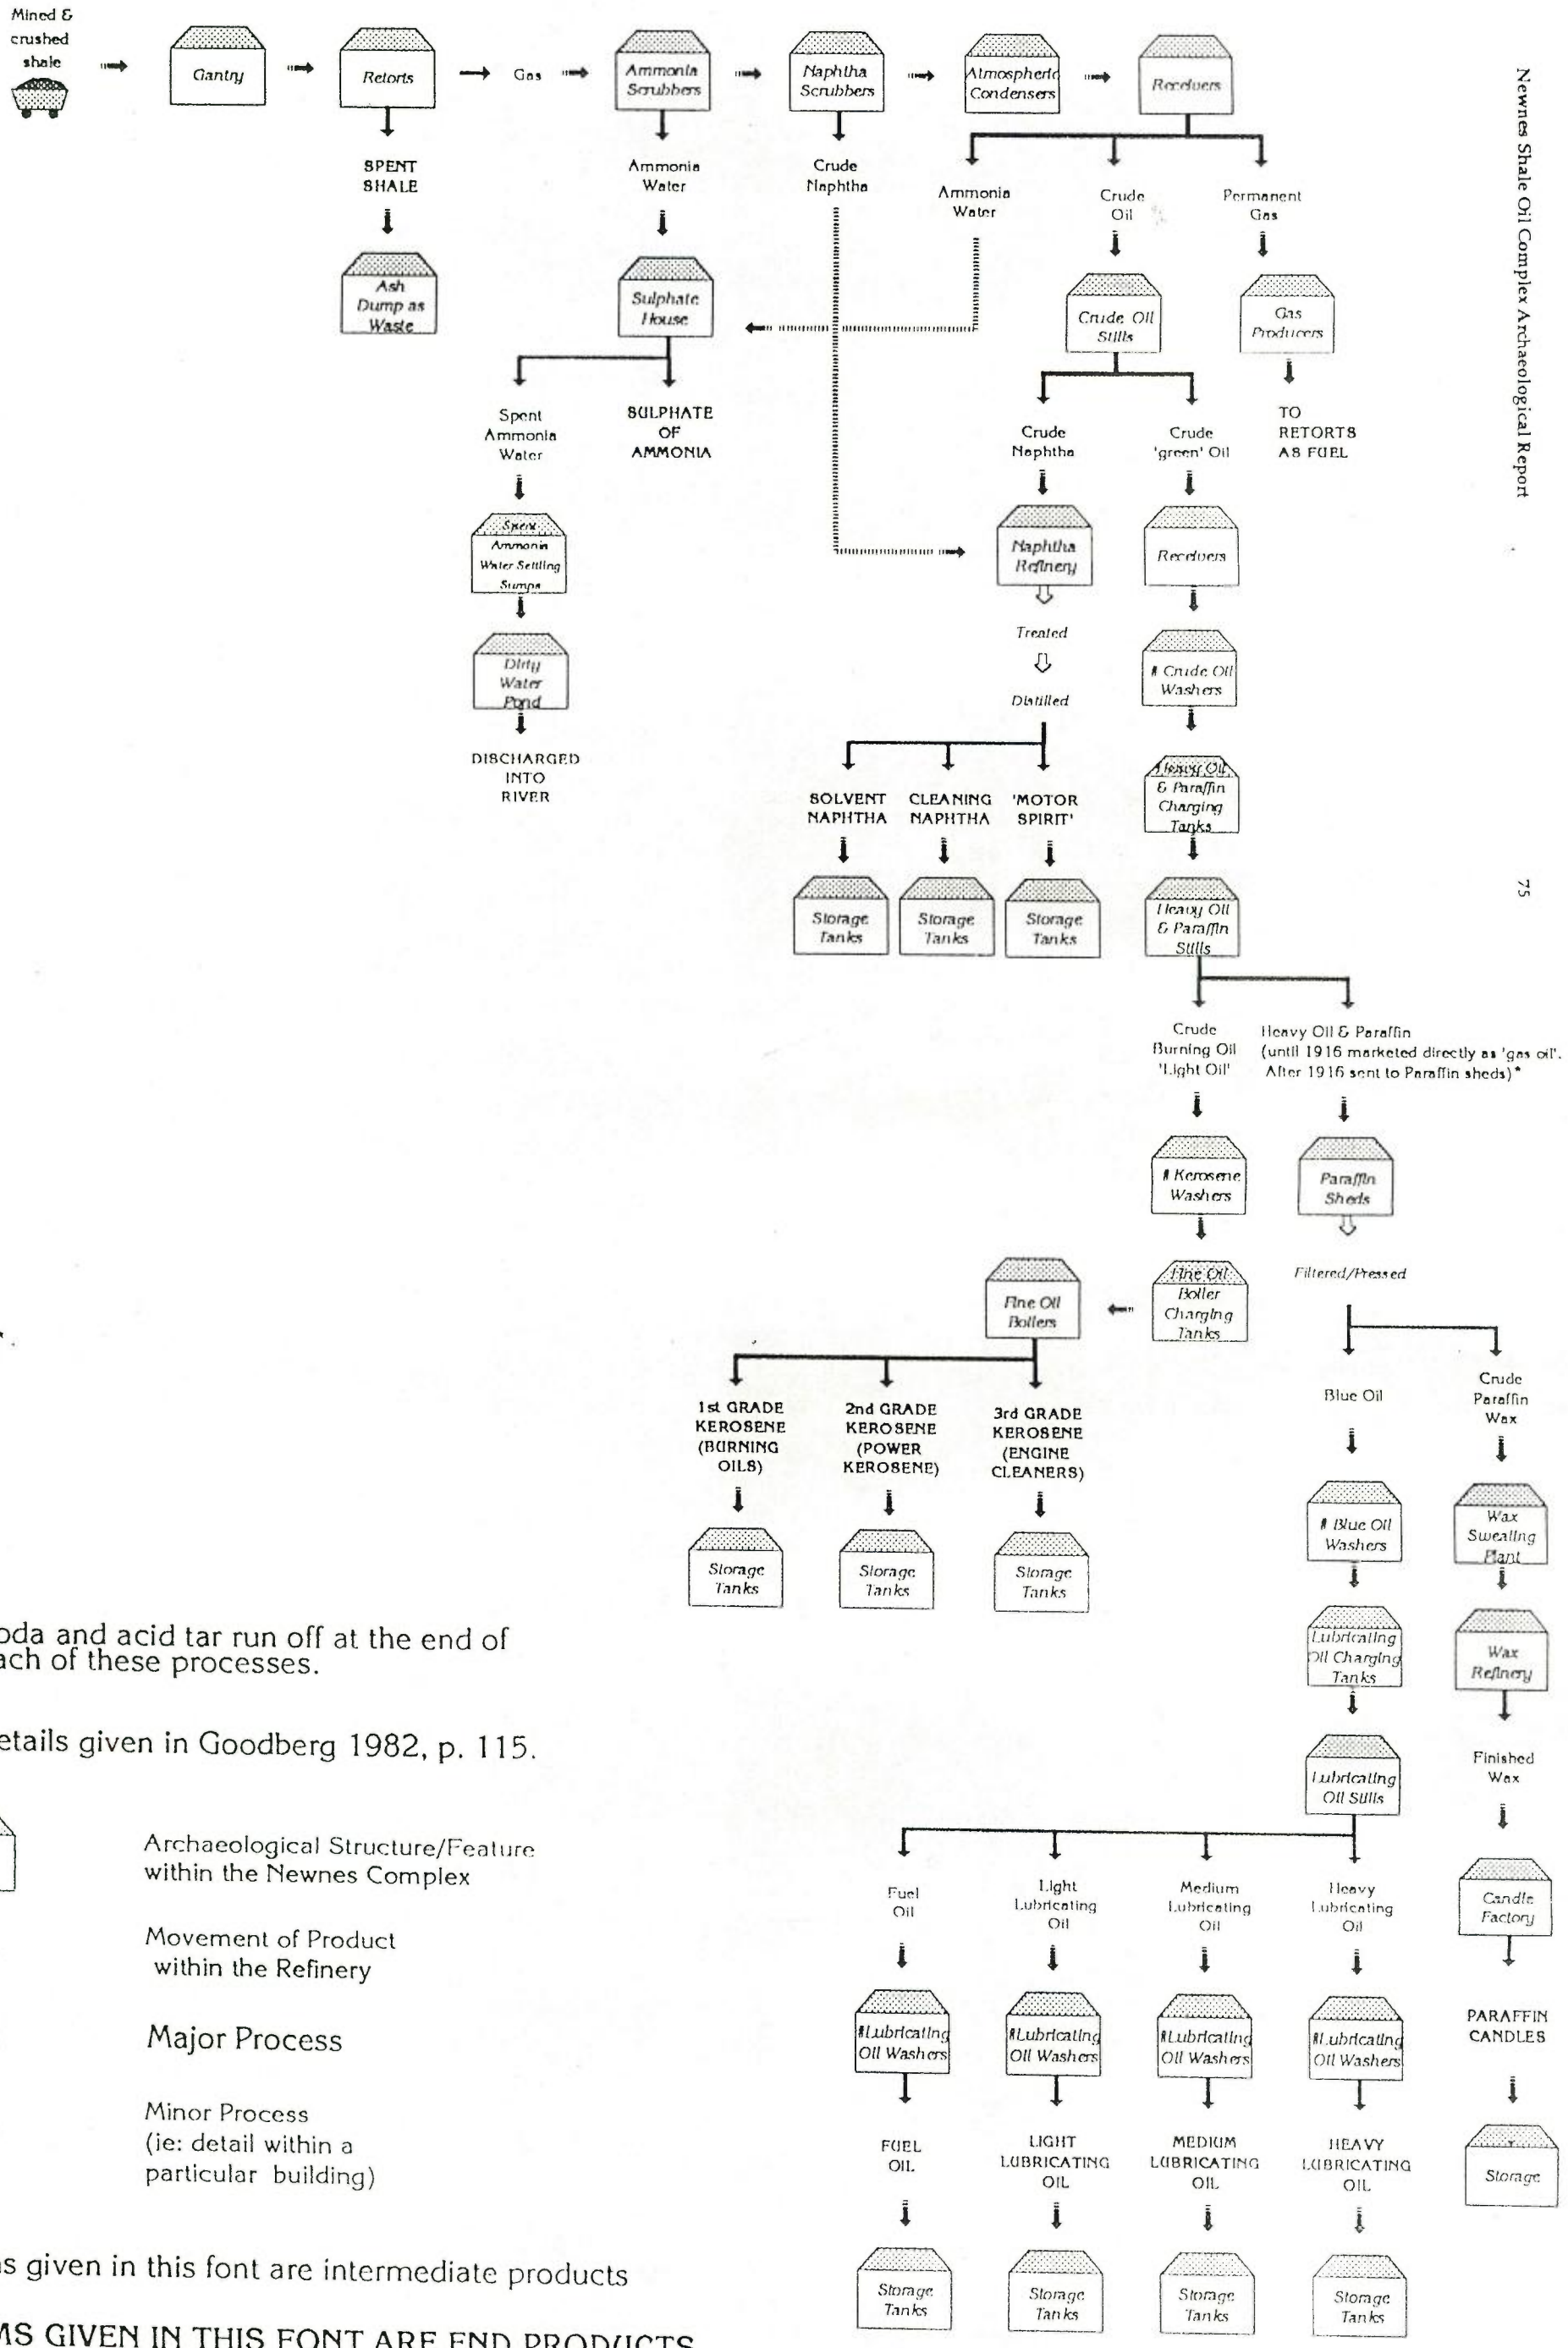 Mined &
crushed
shale
Gantry
Retorts
Gas
Ammonia
Scrubbers
Naphtha
Scrubbers
Atmospheric
Condensers
Receivers
SPENT
SHALE
Ammonia
Water
Crude
Naphtha
Ammonia
Water
Crude
Oil
Permanent
Gas
Ash
Dump as
Waste
Sulphate
House
Crude Oil
Stills
Gas
Producers
Spent
Ammonia
Water
SULPHATE
OF
AMMONIA
Crude
Naphtha
Crude
'green' Oil
TO
RETORTS
AS FUEL
Spent
Ammonia
Water Settling
Sumps
Naphtha
Refinery
Receivers
Dirty
Water
Pond
Treated
# Crude Oil
Washers
Distilled
DISCHARGED
INTO
RIVER
SOLVENT
NAPHTHA
CLEANING
NAPHTHA
'MOTOR
SPIRIT'
Heavy Oil
& Paraffin
Charging
Tanks
Storage
Tanks
Storage
Tanks
Storage
Tanks
Heavy Oil
& Paraffin
Stills
Crude
Burning Oil
'Light Oil'
Heavy Oil & Paraffin
(until 1916 marketed directly as 'gas oil'.
After 1916 sent to Paraffin sheds)*
# Kerosene
Washers
Paraffin
Sheds
Fine Oil
Boilers
Fine Oil
Boiler
Charging
Tanks
Filtered/Pressed
1st GRADE
KEROSENE
(BURNING
OILS)
2nd GRADE
KEROSENE
(POWER
KEROSENE)
3rd GRADE
KEROSENE
(ENGINE
CLEANERS)
Blue Oil
Crude
Paraffin
Wax
Storage
Tanks
Storage
Tanks
Storage
Tanks
# Blue Oil
Washers
Wax
Sweating
Plant
Lubricating
Oil Charging
Tanks
Wax
Refinery
Lubricating
Oil Stills
Finished
Wax
Fuel
Oil
Light
Lubricating
Oil
Medium
Lubricating
Oil
Heavy
Lubricating
Oil
Candle
Factory
#Lubricating
Oil Washers
#Lubricating
Oil Washers
#Lubricating
Oil Washers
#Lubricating
Oil Washers
PARAFFIN
CANDLES
FUEL
OIL
LIGHT
LUBRICATING
OIL
MEDIUM
LUBRICATING
OIL
HEAVY
LUBRICATING
OIL
Storage
Storage
Tanks
Storage
Tanks
Storage
Tanks
Storage
Tanks
oda and acid tar run off at the end of
ach of these processes.
etails given in Goodberg 1982, p. 115.
Archaeological Structure/Feature
within the Newnes Complex
Movement of Product
within the Refinery
Major Process
Minor Process
(ie: detail within a
particular building)
s given in this font are intermediate products
MS GIVEN IN THIS FONT ARE END PRODUCTS
Newnes Shale Oil Complex Archaeological Report
75